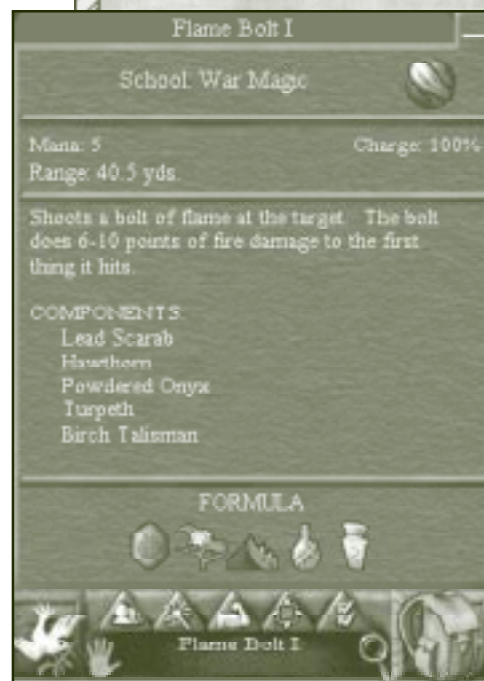 Flame Bolt I
School: War Magic
Mana: 5 Charge: 100%
Range: 40.5 yds.
Shoots a bolt of flame at the target. The bolt
does 6-10 points of fire damage to the first
thing it hits.
COMPONENTS:
Lead Scarab
Hawthorn
Powdered Onyx
Turpeth
Birch Talisman
FORMULA
Flame Bolt I